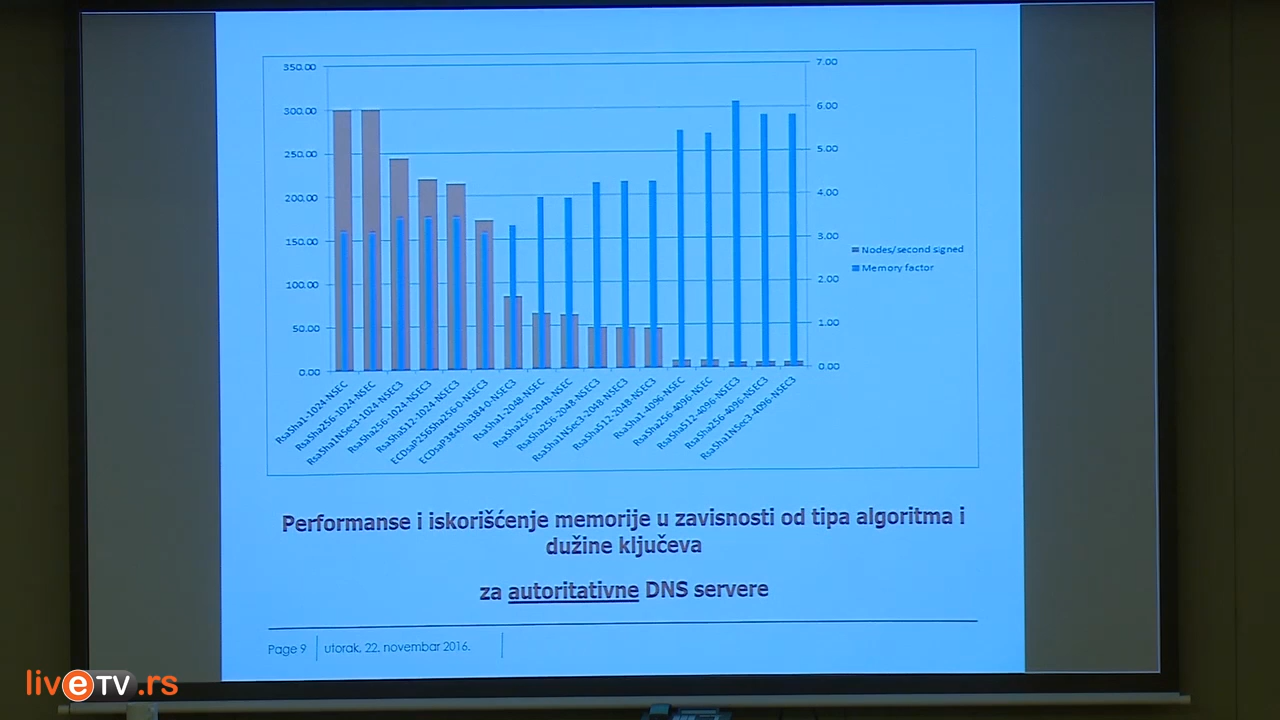 350.00
300.00
250.00
200.00
150.00
100.00
50.00
0.00
7.00
6.00
5.00
4.00
3.00
2.00
1.00
0.00
Nodes/second signed
Memory factor
RsaSha1-1024-NSEC
RsaSha256-1024-NSEC
RsaSha1NSec3-1024-NSEC3
RsaSha256-1024-NSEC3
RsaSha512-1024-NSEC3
ECDsaP256Sha256-0-NSEC3
ECDsaP384Sha384-0-NSEC3
RsaSha1-2048-NSEC
RsaSha256-2048-NSEC
RsaSha256-2048-NSEC3
RsaSha1NSec3-2048-NSEC3
RsaSha512-2048-NSEC3
RsaSha1-4096-NSEC
RsaSha256-4096-NSEC
RsaSha512-4096-NSEC3
RsaSha256-4096-NSEC3
RsaSha1NSec3-4096-NSEC3
Performanse i iskorišćenje memorije u zavisnosti od tipa algoritma i
dužine ključeva
za autoritativne DNS servere
Page 9
utorak, 22. novembar 2016.
livetv.rs